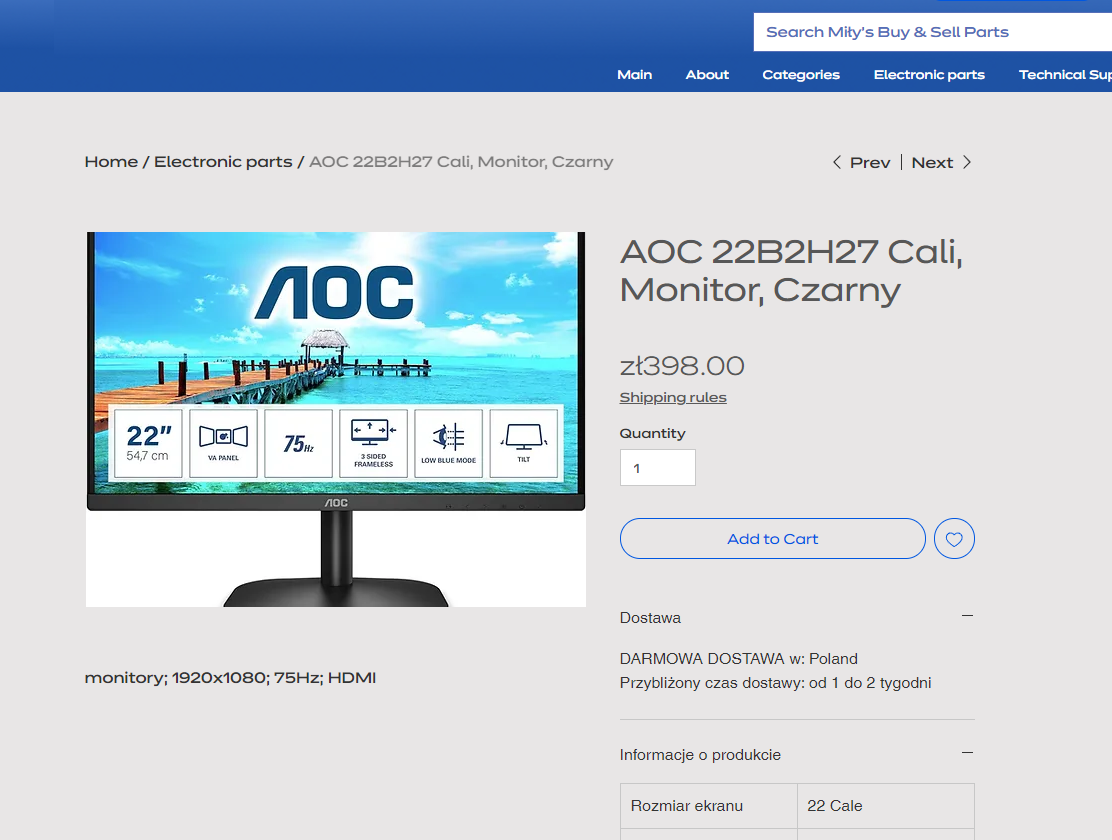 Search Miły's Buy & Sell Parts
Main About Categories Electronic parts Technical Sup
Home / Electronic parts / AOC 22B2H27 Cali, Monitor, Czarny
Prev | Next
AOC
22"
54,7 cm
VA PANEL
75Hz
3 SIDED
FRAMELESS
LOW BLUE MODE
TILT
AOC
monitory; 1920x1080; 75Hz; HDMI
AOC 22B2H27 Cali,
Monitor, Czarny
zł398.00
Shipping rules
Quantity
1
Add to Cart
Dostawa
DARMOWA DOSTAWA w: Poland
Przybliżony czas dostawy: od 1 do 2 tygodni
Informacje o produkcie
Rozmiar ekranu 22 Cale